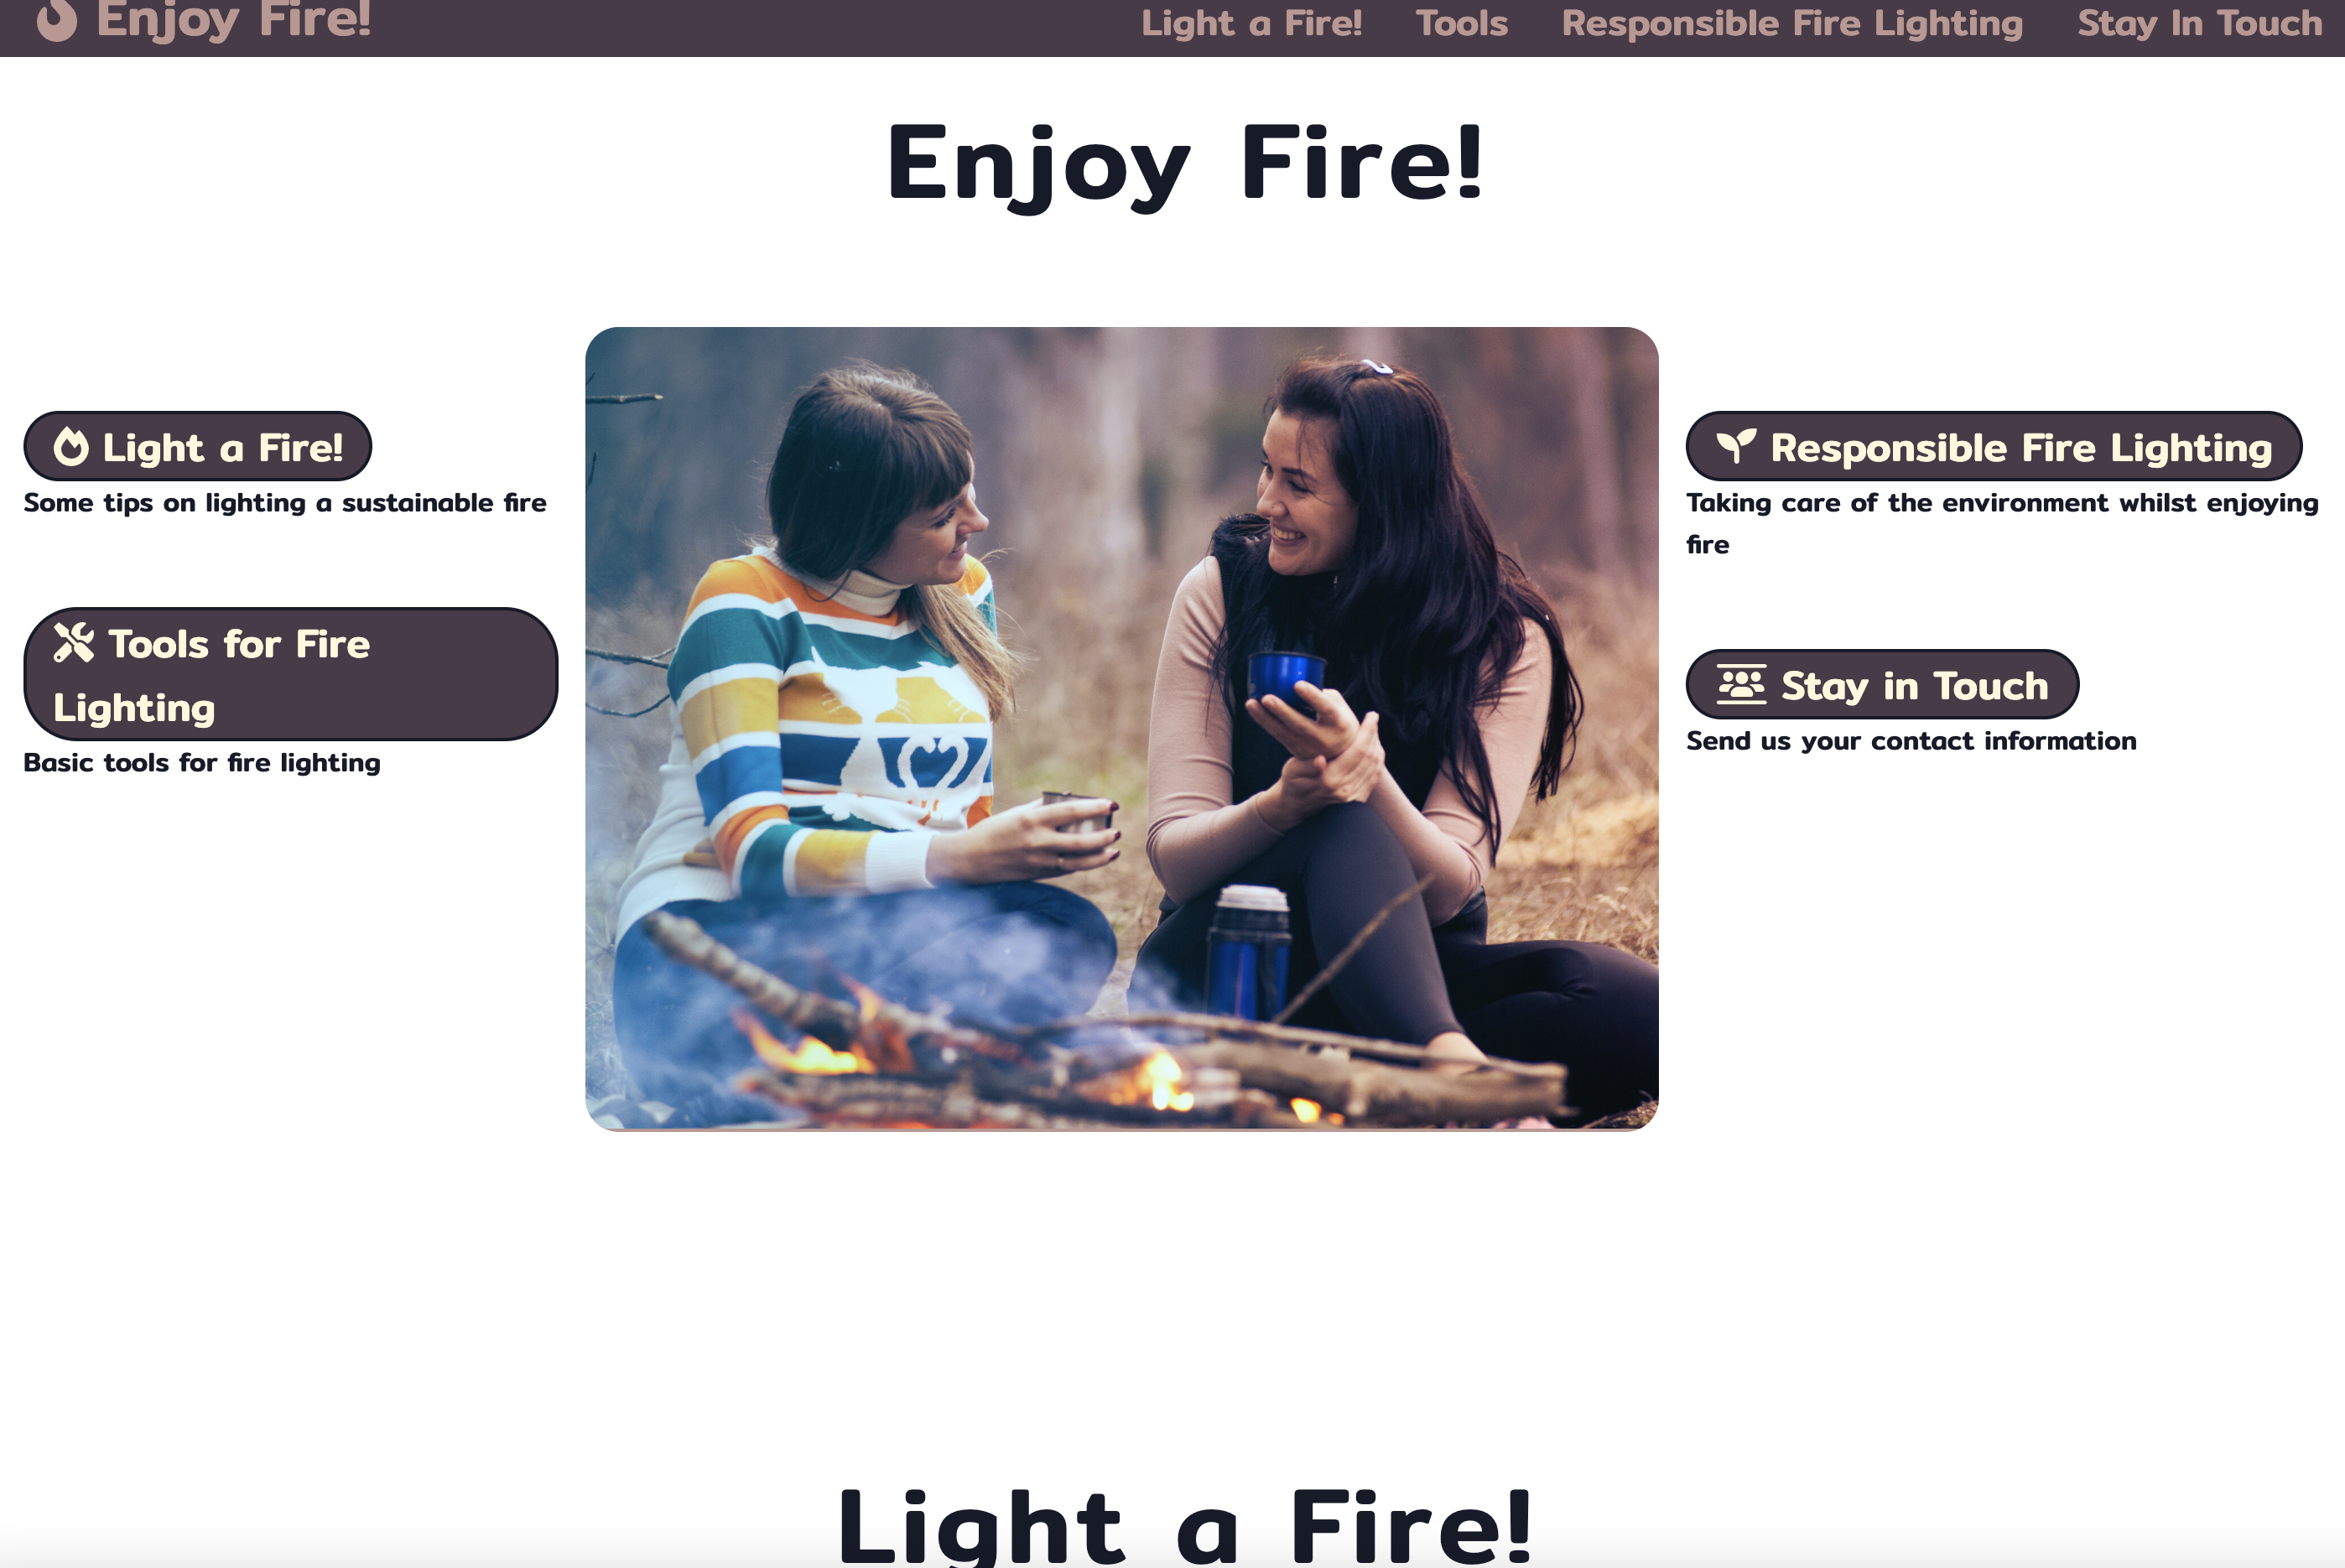 Enjoy Fire!
Light a Fire! Tools Responsible Fire Lighting Stay In Touch
Enjoy Fire!
Light a Fire!
Some tips on lighting a sustainable fire
Tools for Fire
Lighting
Basic tools for fire lighting
Responsible Fire Lighting
Taking care of the environment whilst enjoying
fire
Stay in Touch
Send us your contact information
Light a Fire!